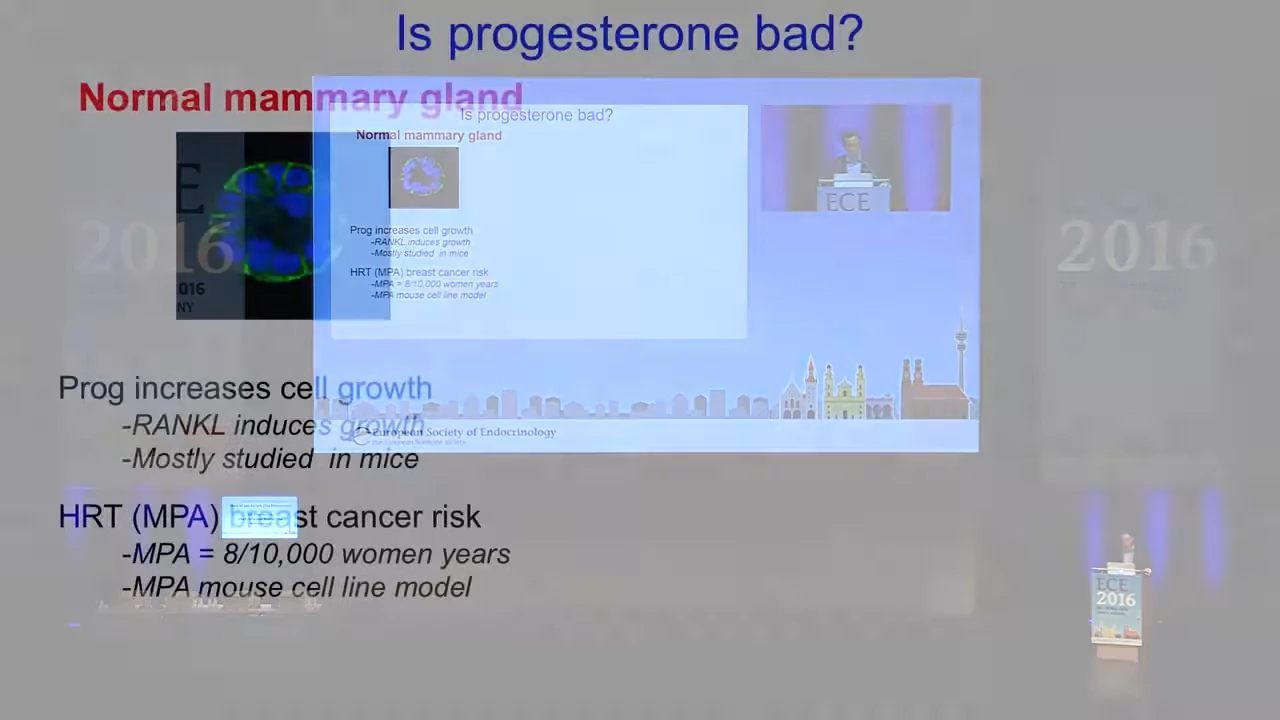 Is progesterone bad?
Normal mammary gland
Prog increases cell growth
-RANKL induces growth
-Mostly studied in mice
HRT (MPA) breast cancer risk
-MPA = 8/10,000 women years
-MPA mouse cell line model
Is progesterone bad?
Normal mammary gland
Prog increases cell growth
-RANKL induces growth
-Mostly studied in mice
HRT (MPA) breast cancer risk
-MPA = 8/10,000 women years
-MPA mouse cell line model
ECE
European Society of Endocrinology
E
2016
2016
NY
2016
ECE
2016